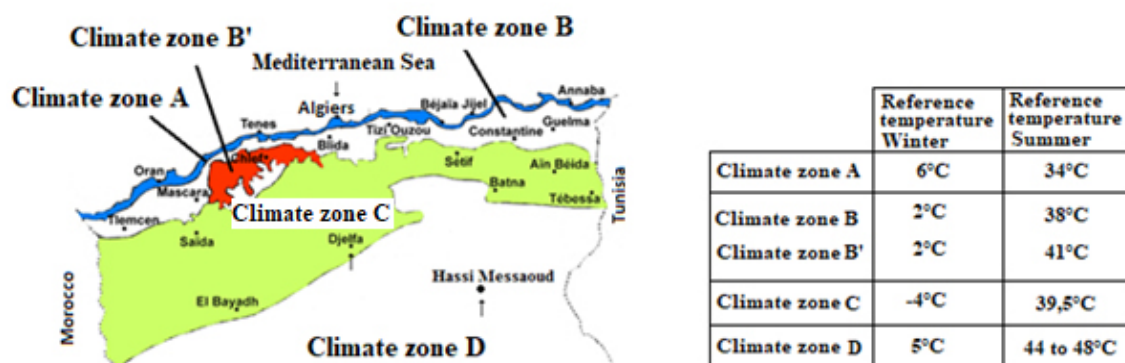 Climate zone B'
Climate zone B
Mediterranean Sea
Climate zone A
Annaba
Algiers
Béjaïa Jijel
Tenes
Guelma
Tizi Ouzou
Constantine
Blida
Chlef
Oran
Sétif
Aïn Béida
Mascara
Batna
Tébessa
Tlemcen
Climate zone C
Saïda
Djelfa
Tunisia
Hassi Messaoud
El Bayadh
Morocco
Climate zone D
Reference temperature Winter
Reference temperature Summer
Climate zone A 6°C 34°C
Climate zone B 2°C 38°C
Climate zone B' 2°C 41°C
Climate zone C -4°C 39,5°C
Climate zone D 5°C 44 to 48°C